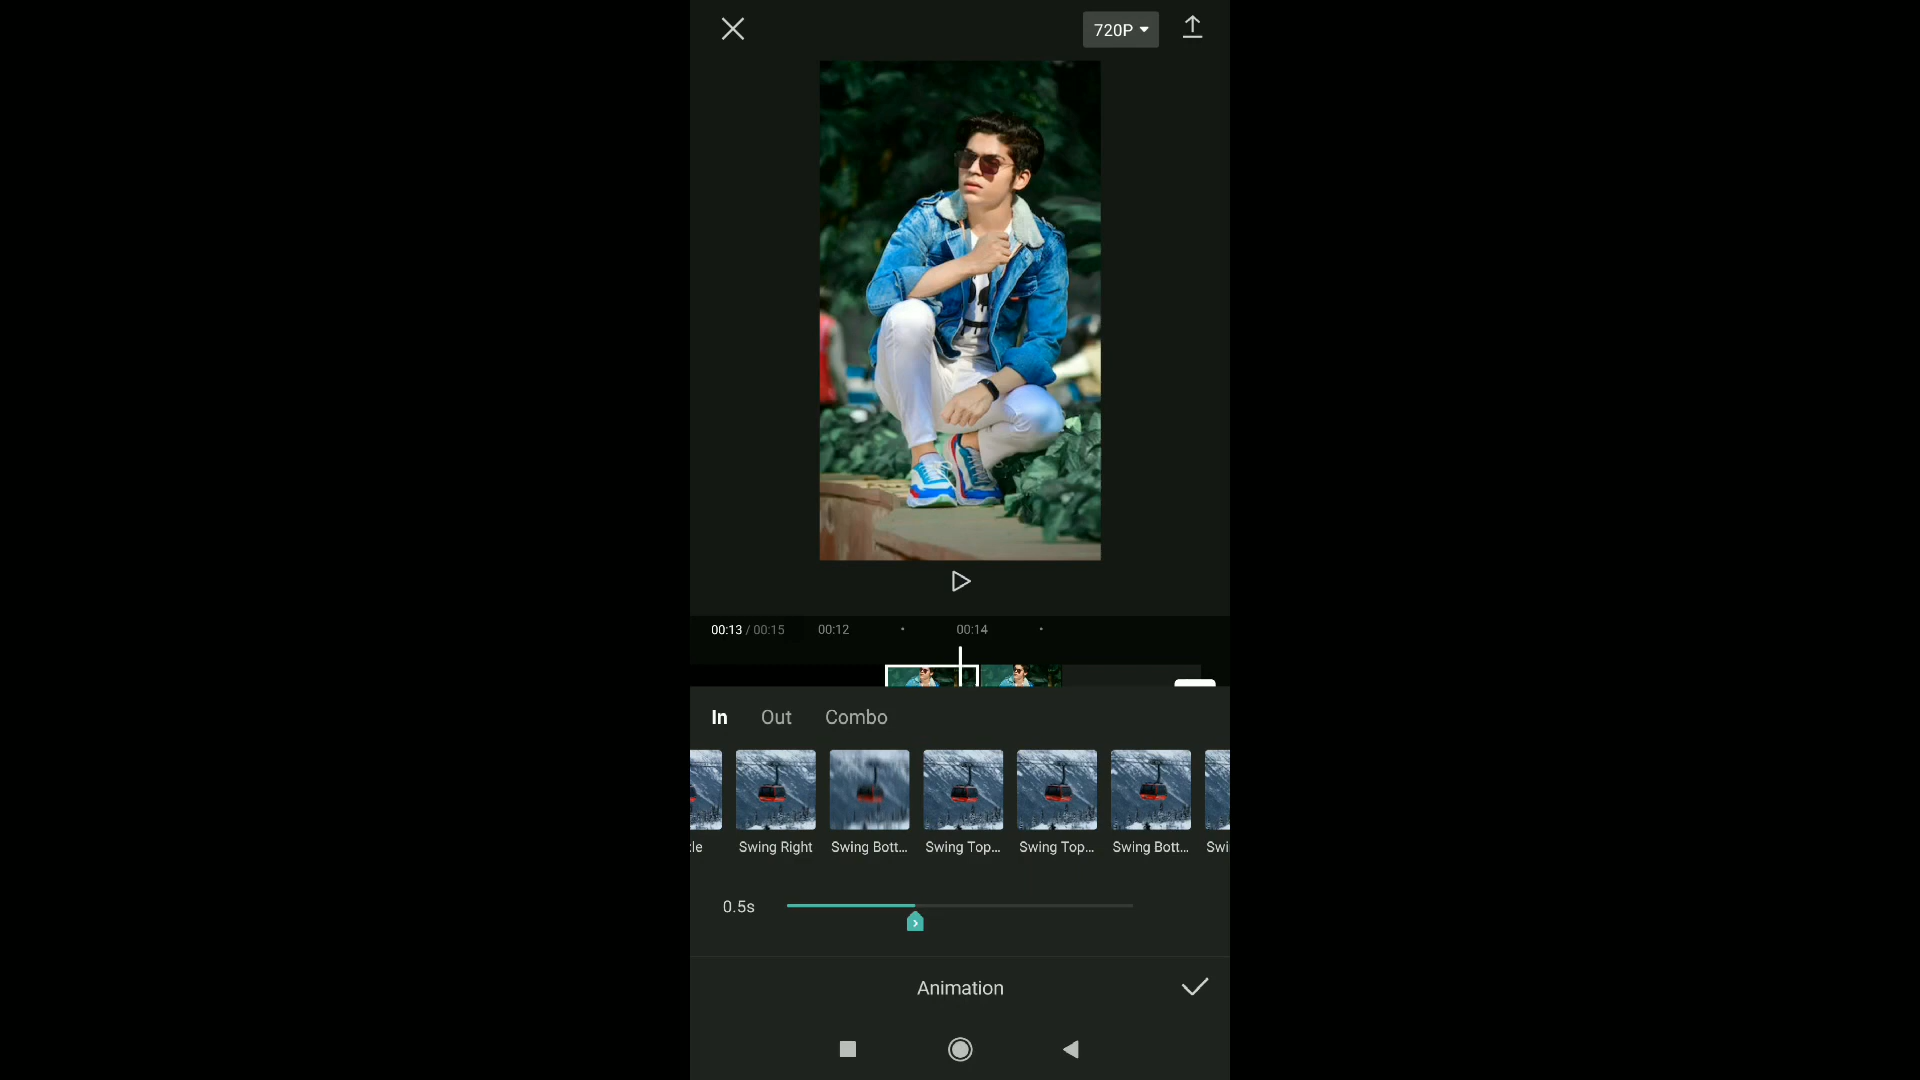 720P
00:13 / 00:15 00:12 00:14
In Out Combo
Swing Right Swing Bott... Swing Top... Swing Top... Swing Bott... Swi
0.5s
Animation